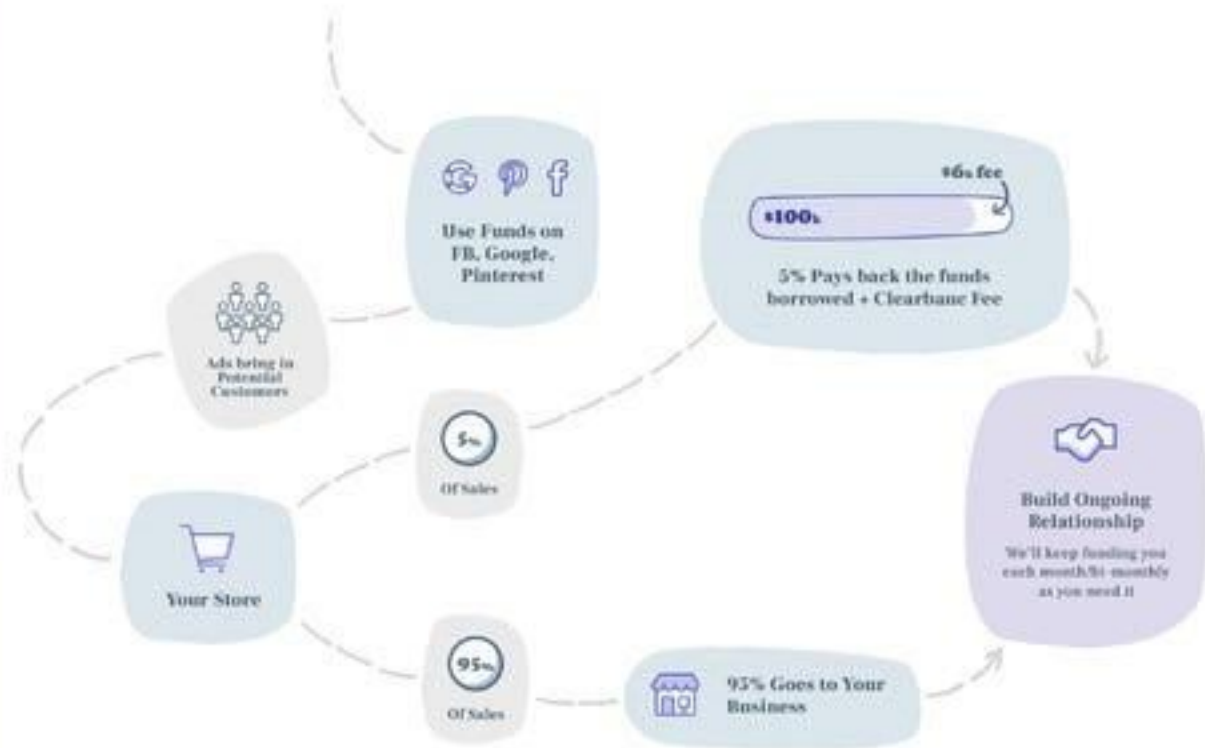 Use Funds on
FB, Google,
Pinterest
$6k fee
$100k
5% Pays back the funds
borrowed + Clearbanc Fee
Ads bring in
Potential
Customers
5%
Of Sales
Build Ongoing
Relationship
We'll keep funding you
each month/bi-monthly
as you need it
Your Store
95%
Of Sales
95% Goes to Your
Business